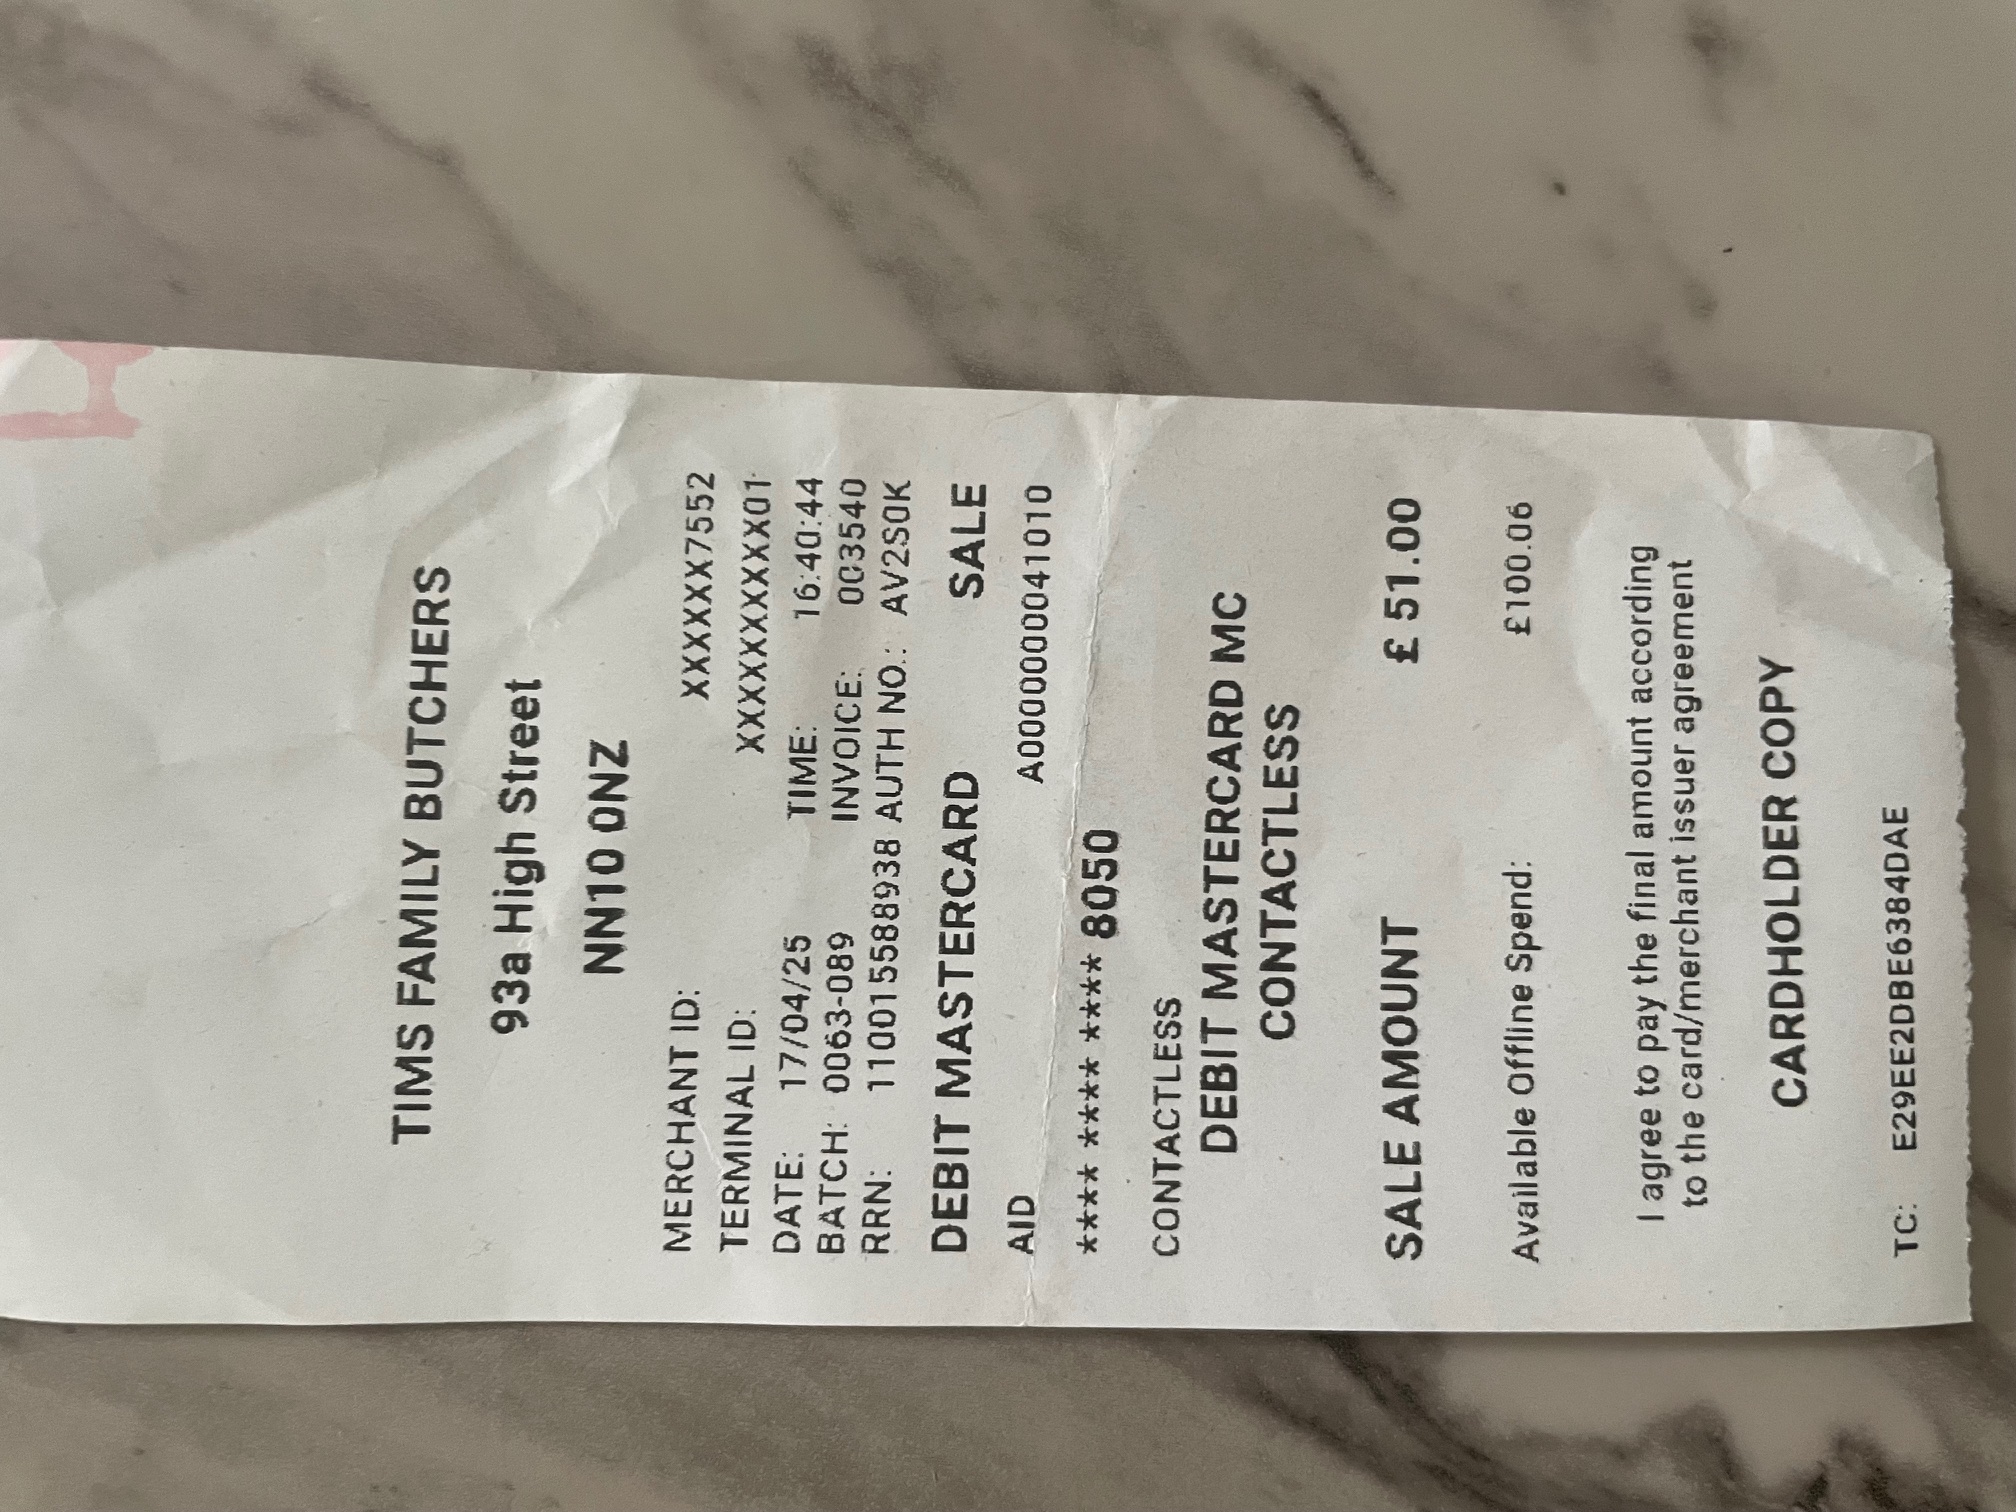 TIMS FAMILY BUTCHERS
93a High Street
NN10 0NZ
MERCHANT ID: XXXXXX7552
TERMINAL ID: XXXXXXXXXX01
DATE: 17/04/25 TIME: 16:40:44
BATCH: 0063-089 INVOICE: 003540
RRN: 110015588938 AUTH NO.: AV2S0K
DEBIT MASTERCARD SALE
AID A0000000041010
**** **** **** 8050
CONTACTLESS
DEBIT MASTERCARD MC
CONTACTLESS
SALE AMOUNT £ 51.00
Available Offline Spend: £100.06
I agree to pay the final amount according
to the card/merchant issuer agreement
CARDHOLDER COPY
TC: E29EE2DBE6384DAE